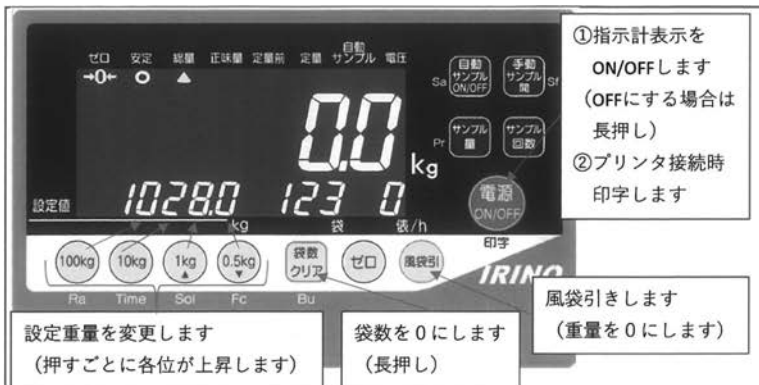 ゼロ 安定 総量 正味量 定量前 定量 自動サンプル 電圧
→0←
0.0 kg
設定値 1028.0 123 0
kg 袋 俵/h
Sa 自動サンプルON/OFF 手動サンプル開 Sf
Pr サンプル量 サンプル回数
電源
ON/OFF
印字
100kg 10kg 1kg 0.5kg 袋数クリア ゼロ 風袋引
IRINO
Ra Time Sol Fc Bu
①指示計表示を
ON/OFFします
(OFFにする場合は
長押し)
②プリンタ接続時
印字します
設定重量を変更します
(押すごとに各位が上昇します)
袋数を0にします
(長押し)
風袋引きします
(重量を0にします)